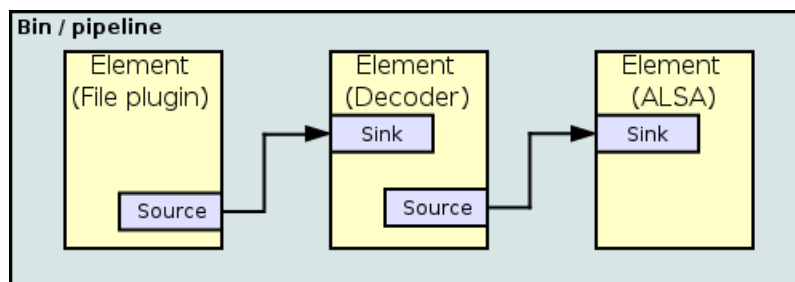 Bin / pipeline
Element
(File plugin)
Source
Element
(Decoder)
Sink
Source
Element
(ALSA)
Sink